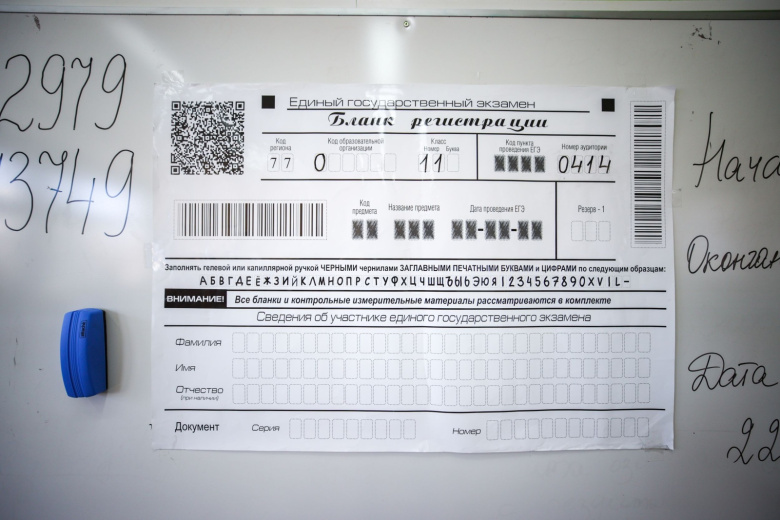 2979
3749
Единый государственный экзамен
Бланк регистрации
Код региона
Код образовательной организации
Класс
Номер Буква
Код пункта проведения ЕГЭ
Номер аудитории
77 0 11 0414
Код предмета
Название предмета
Дата проведения ЕГЭ
Резерв - 1
Заполнять гелевой или капиллярной ручкой ЧЕРНЫМИ чернилами ЗАГЛАВНЫМИ ПЕЧАТНЫМИ БУКВАМИ и ЦИФРАМИ по следующим образцам:
АБВГДЕЁЖЗИЙКЛМНОПРСТУФХЦЧШЩЪЫЬЭЮЯ1234567890XVIL-
ВНИМАНИЕ! Все бланки и контрольные измерительные материалы рассматриваются в комплекте
Сведения об участнике единого государственного экзамена
Фамилия
Имя
Отчество
(при наличии)
Документ Серия Номер
Нача
Окончан
Дата
22